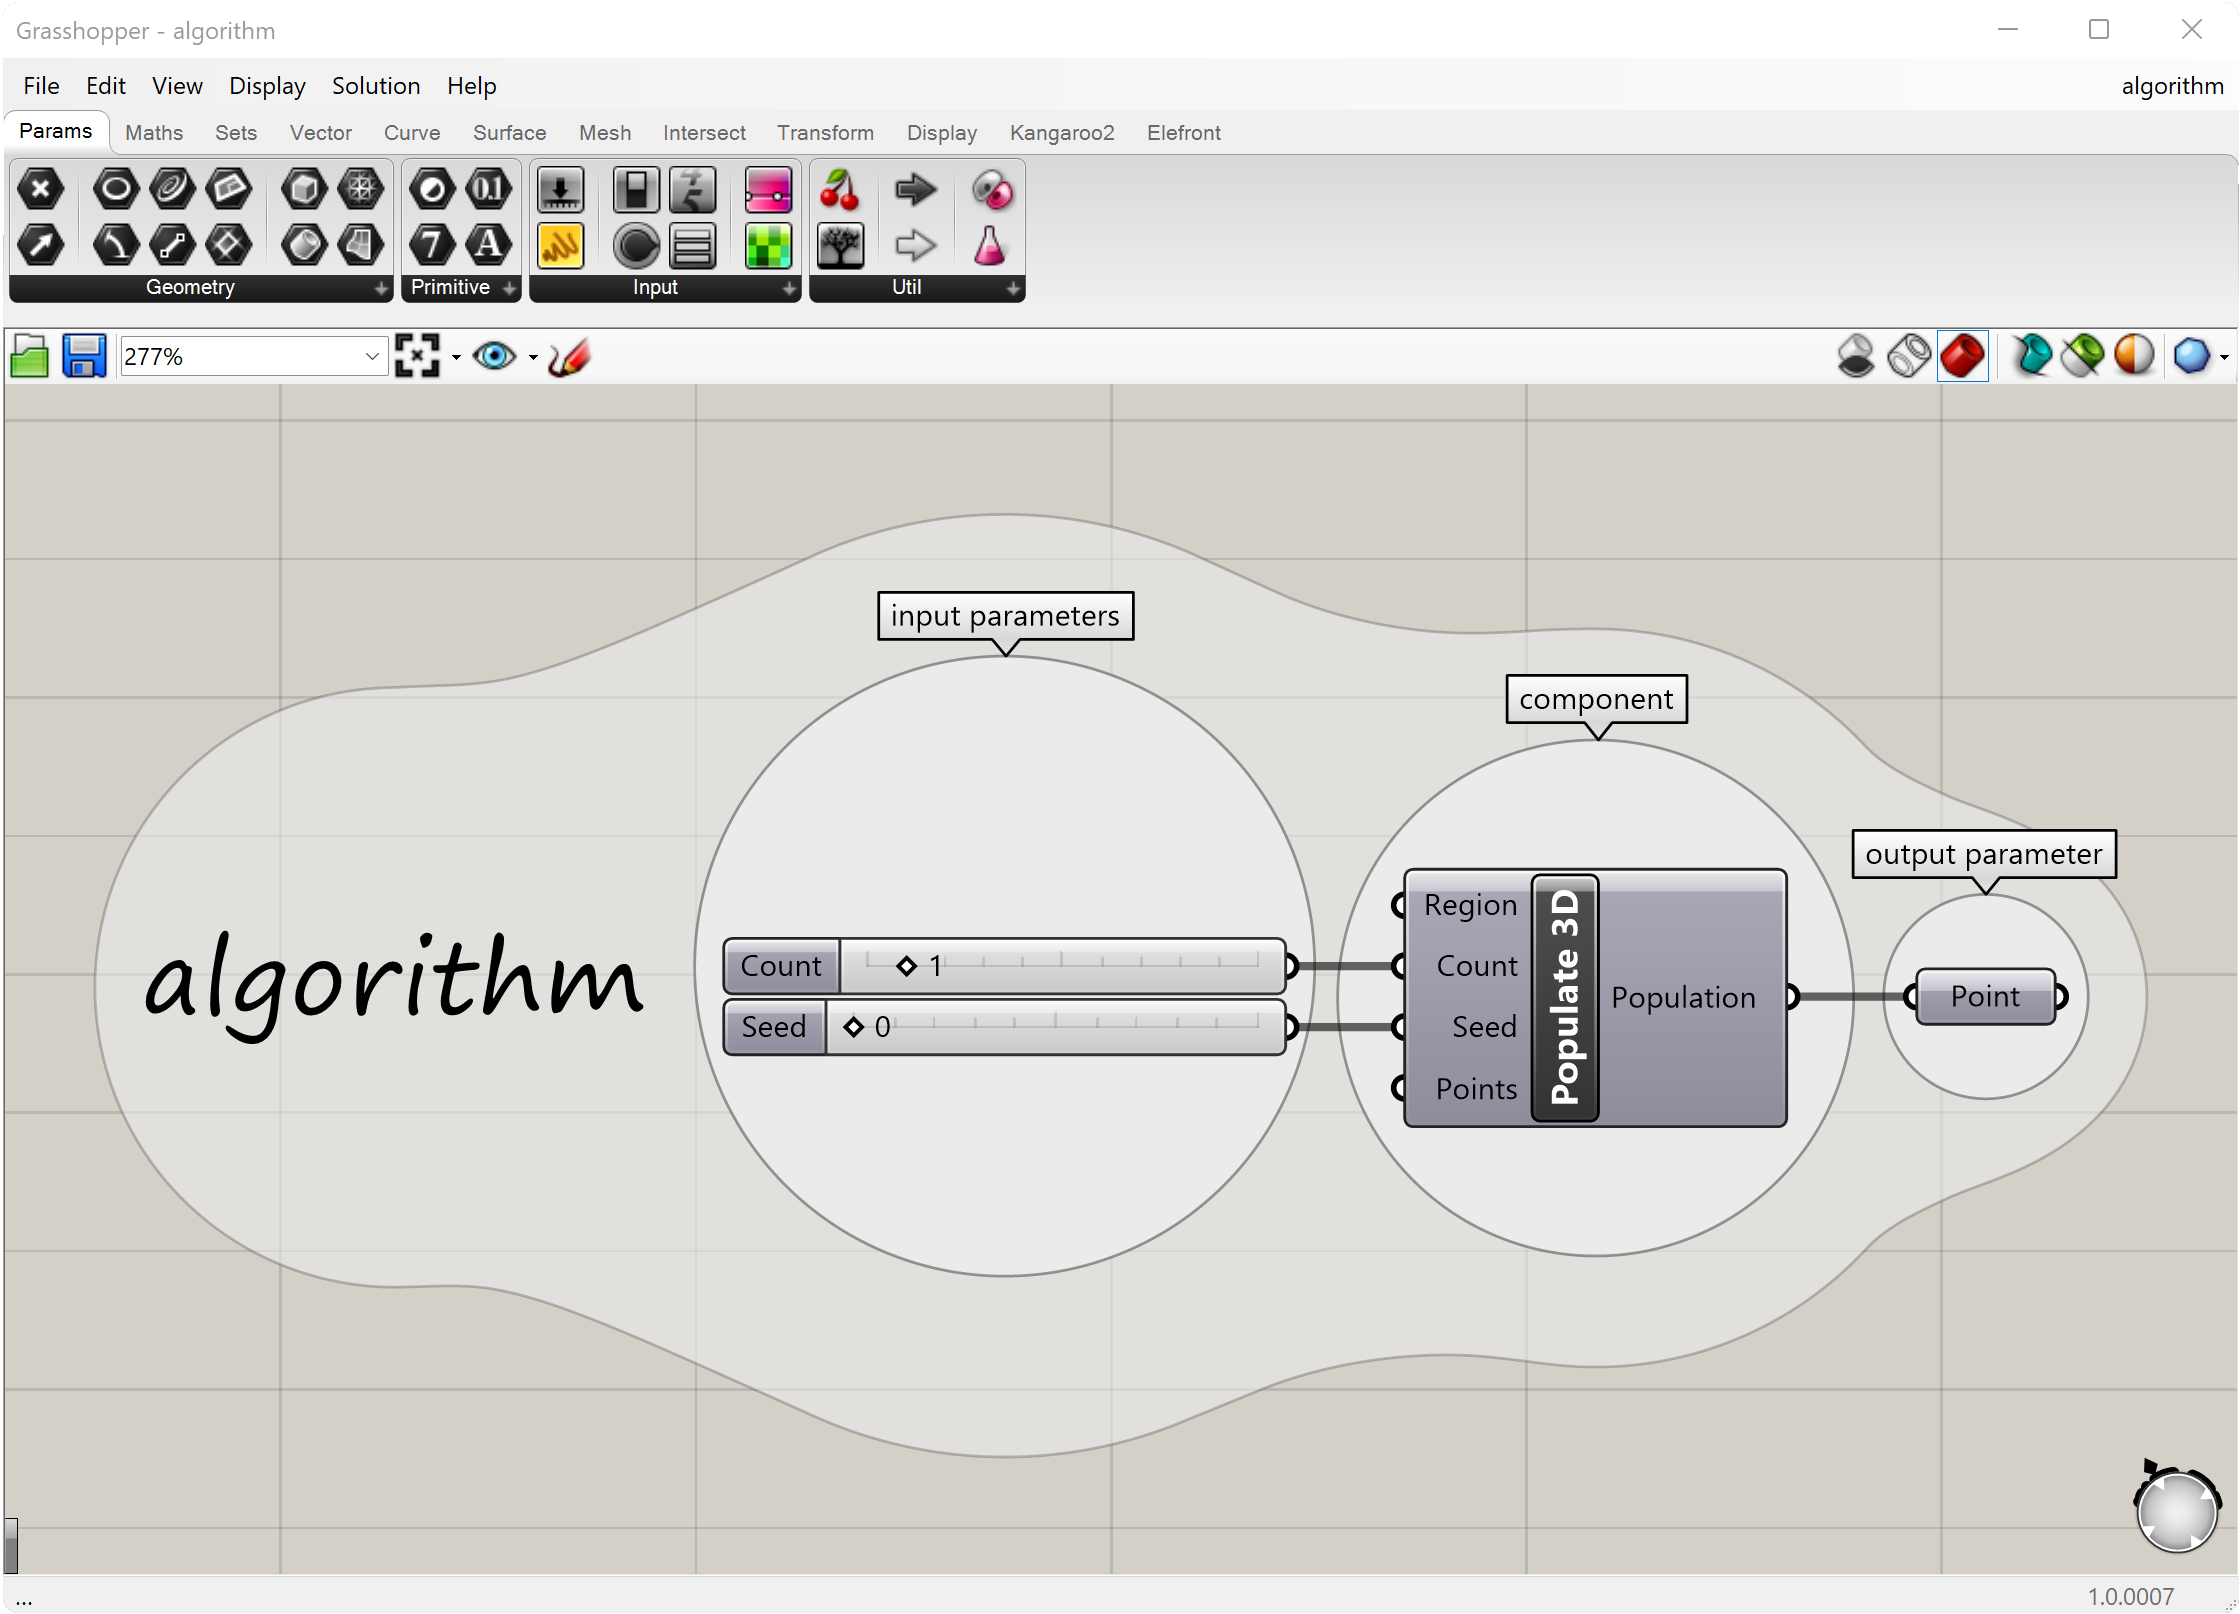 Grasshopper - algorithm
File Edit View Display Solution Help algorithm
Params Maths Sets Vector Curve Surface Mesh Intersect Transform Display Kangaroo2 Elefront
0.1
4
5
7 A
Geometry Primitive Input Util
277%
input parameters
component
output parameter
algorithm
Count 1
Seed 0
Region
Count
Seed
Points
Populate 3D
Population
Point
...
1.0.0007